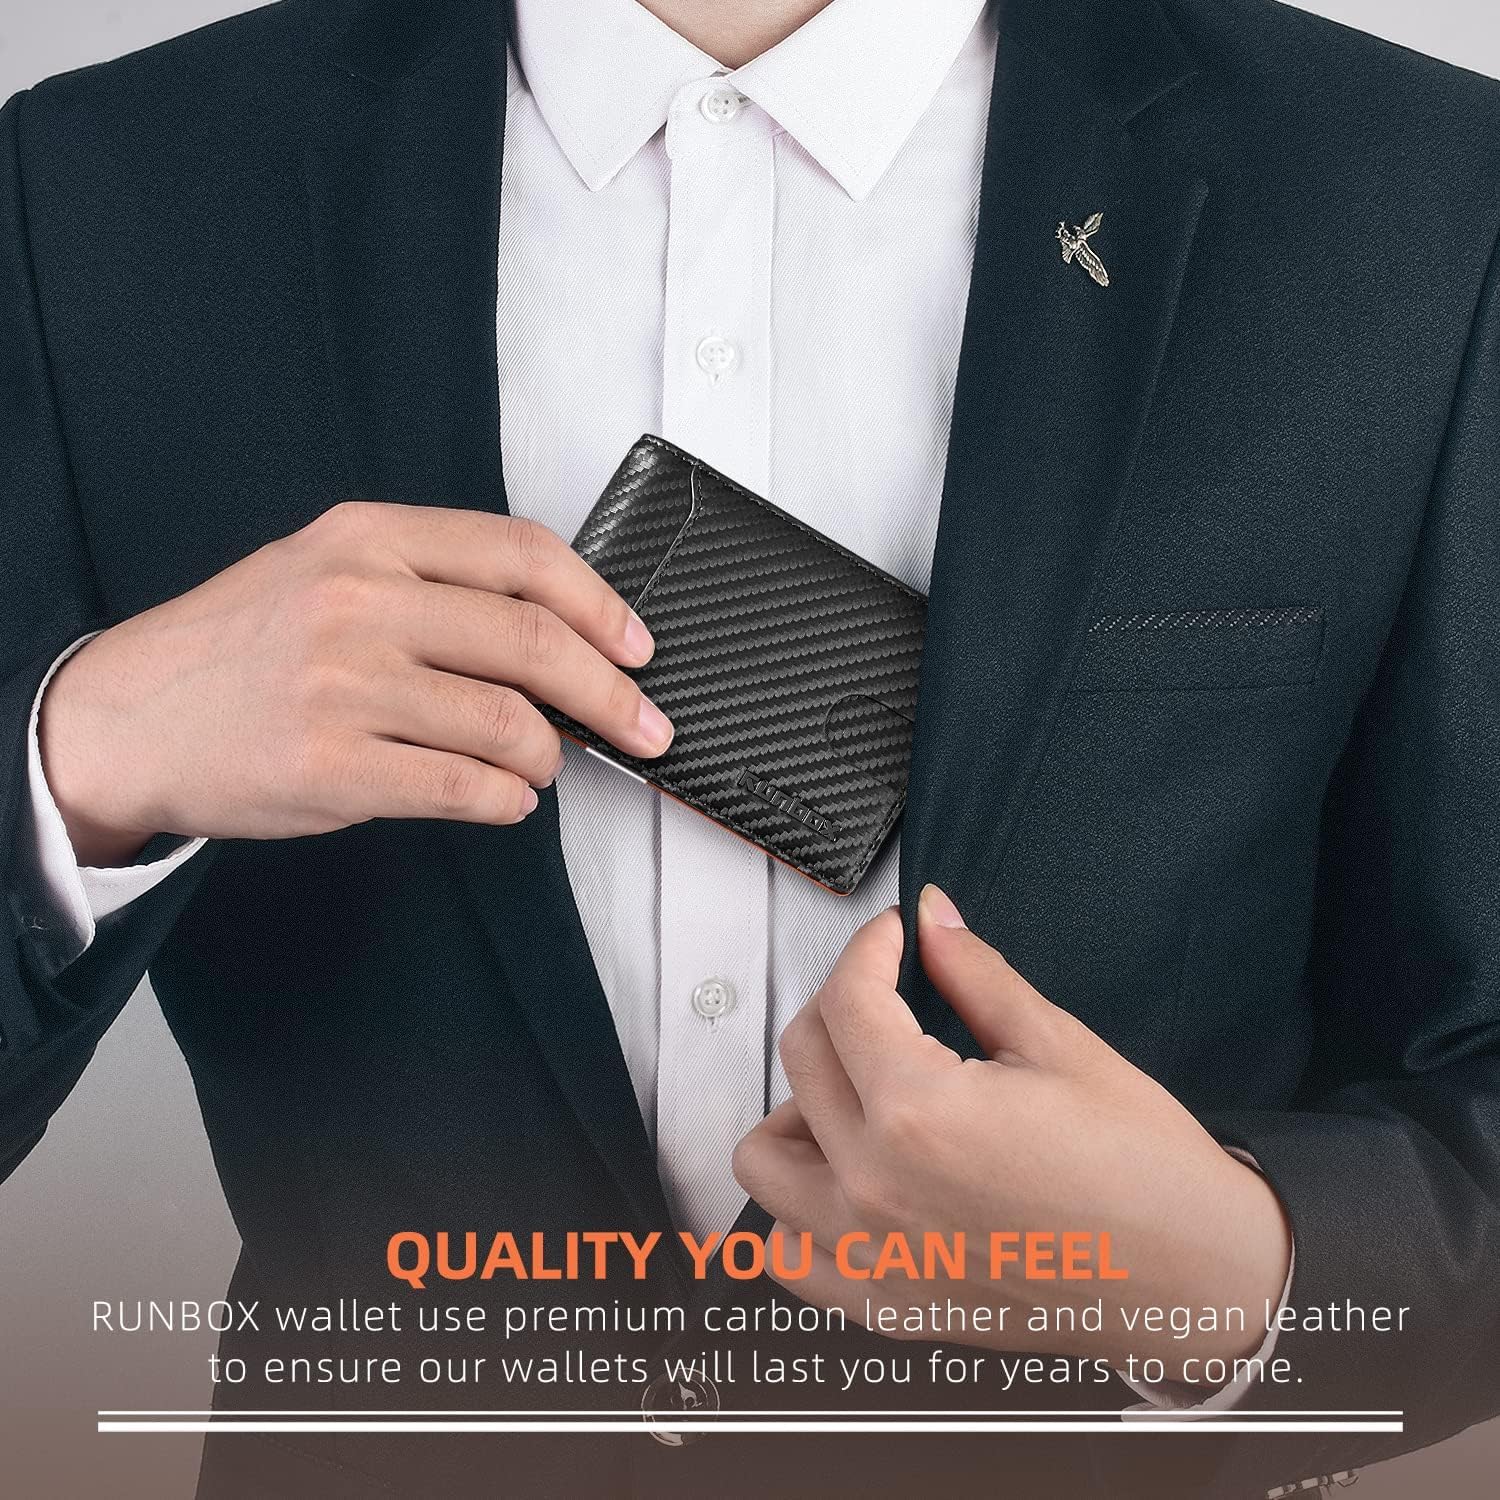 Runbox
QUALITY YOU CAN FEEL
RUNBOX wallet use premium carbon leather and vegan leather
to ensure our wallets will last you for years to come.